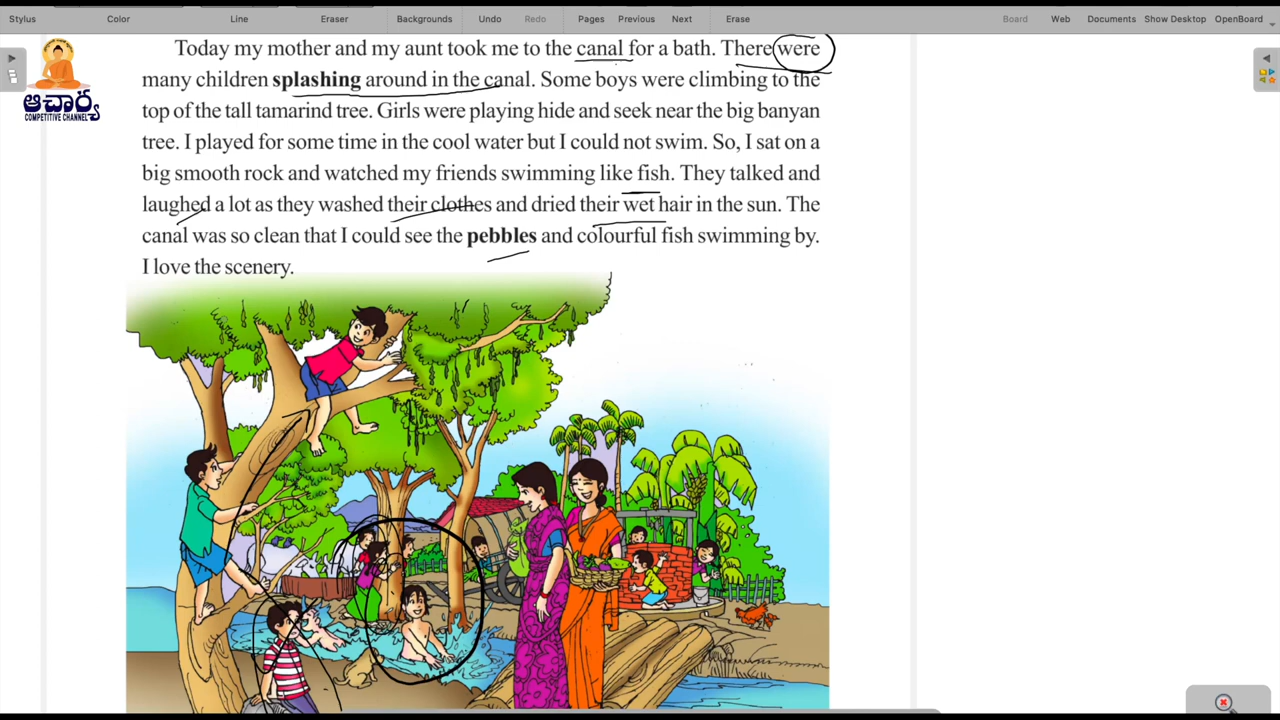 Stylus Color Line Eraser Backgrounds Undo Redo Pages Previous Next Erase Board Web Documents Show Desktop OpenBoard
Today my mother and my aunt took me to the canal for a bath. There were
many children splashing around in the canal. Some boys were climbing to the
top of the tall tamarind tree. Girls were playing hide and seek near the big banyan
tree. I played for some time in the cool water but I could not swim. So, I sat on a
big smooth rock and watched my friends swimming like fish. They talked and
laughed a lot as they washed their clothes and dried their wet hair in the sun. The
canal was so clean that I could see the pebbles and colourful fish swimming by.
I love the scenery.
ఆచార్య
COMPETITIVE CHANNEL